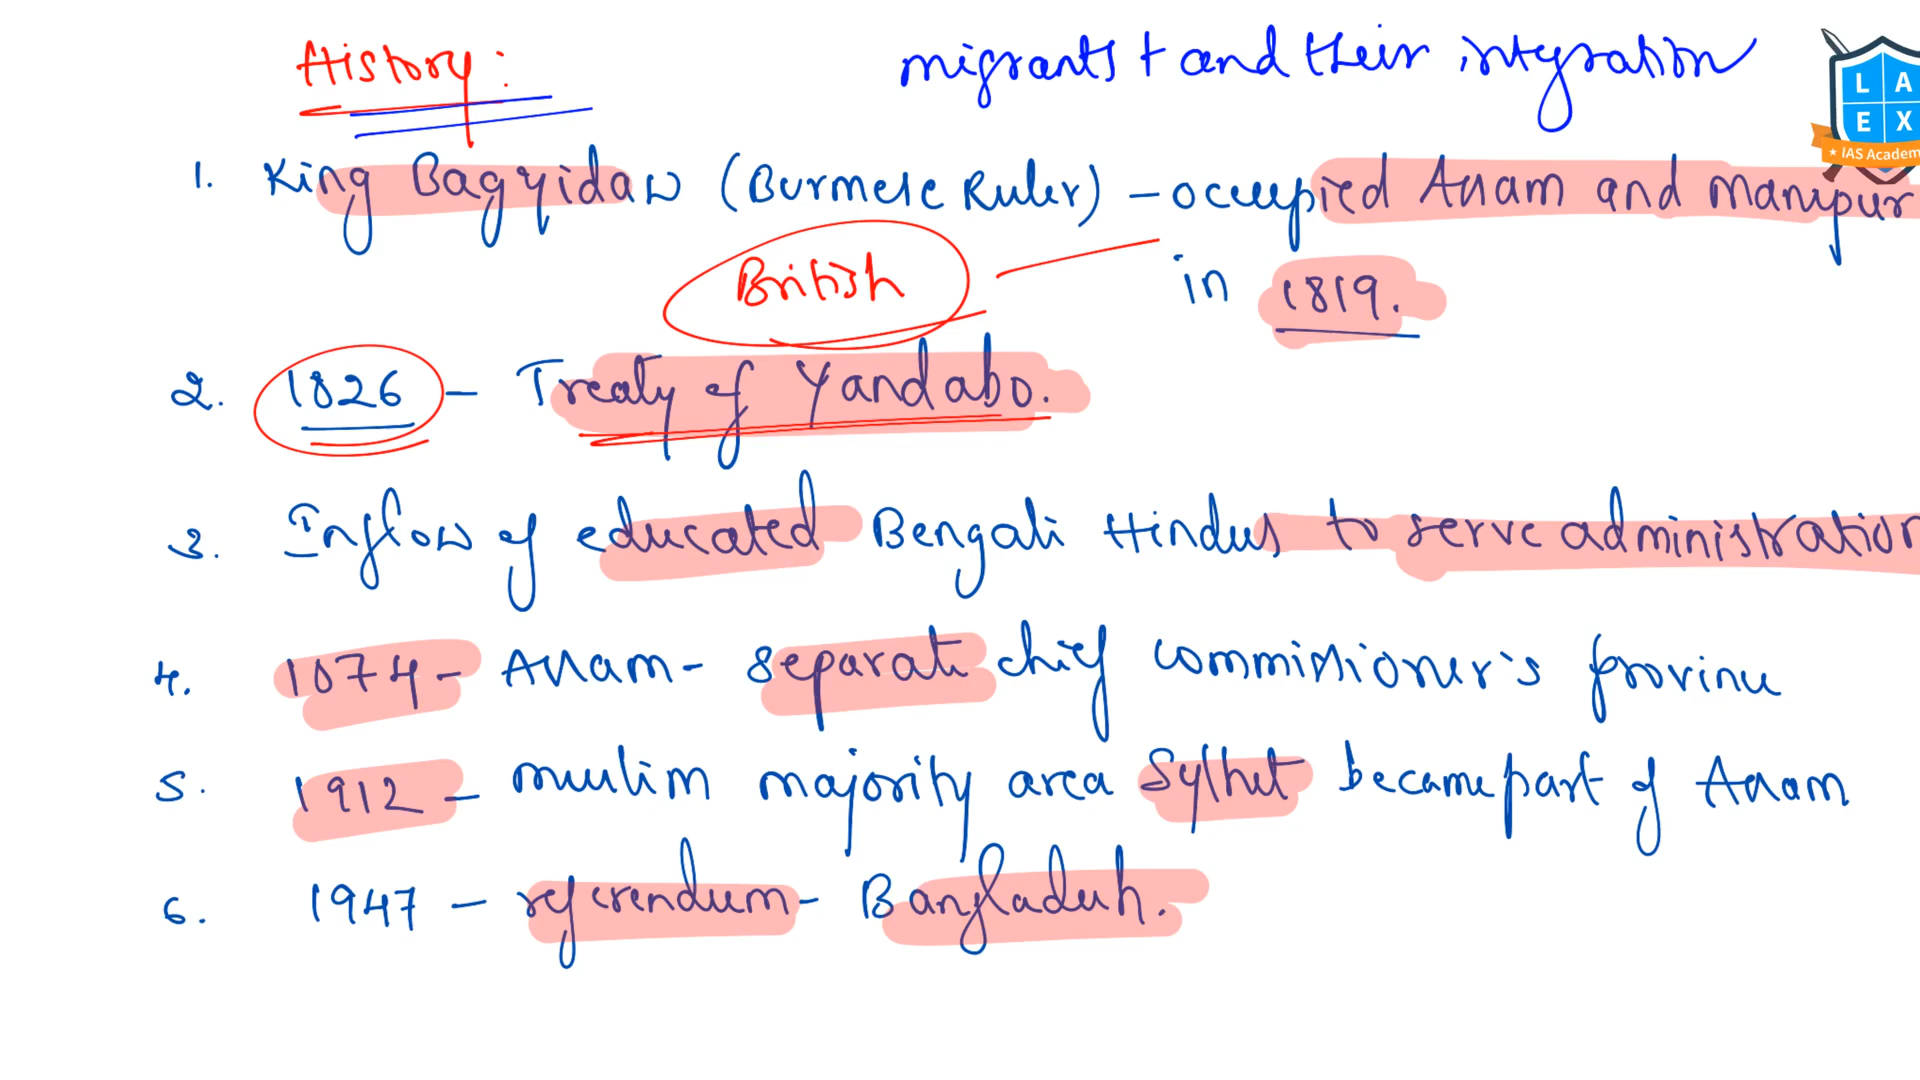 History: migrants + and their integration
L A
E X
★ IAS Academ
1. King Bagyidaw (Burmese Ruler) - occupied Assam and Manipur
British in 1819.
2. 1826 - Treaty of Yandabo.
3. Inflow of educated Bengali Hindus to serve administration
4. 1874 - Assam - separate chief commissioner's province
5. 1912 - muslim majority area Sylhet became part of Assam
6. 1947 - referendum - Bangladesh.